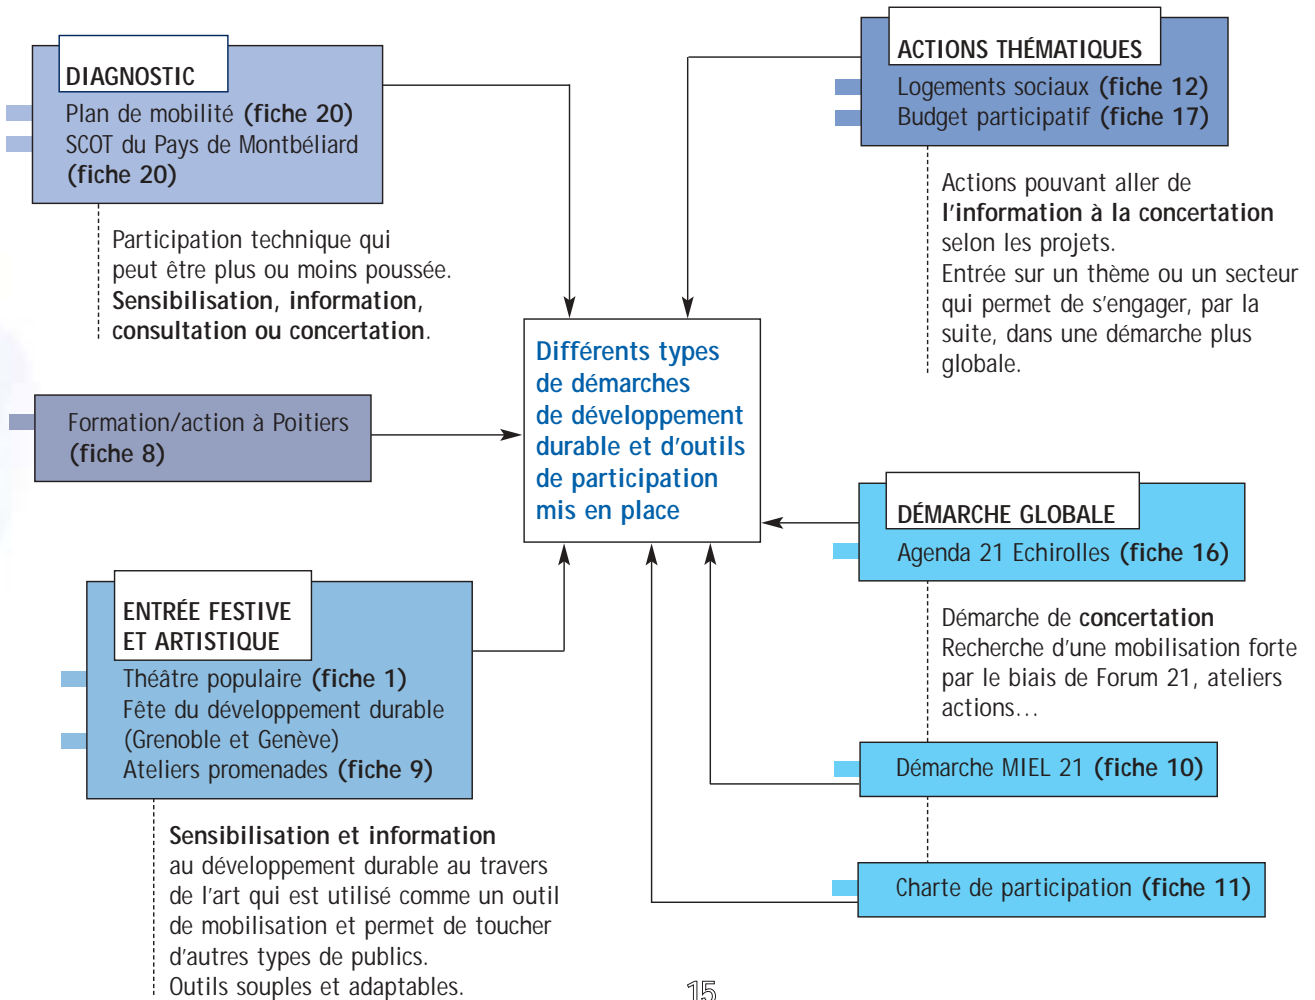 DIAGNOSTIC
Plan de mobilité (fiche 20)
SCOT du Pays de Montbéliard
(fiche 20)
Participation technique qui
peut être plus ou moins poussée.
Sensibilisation, information,
consultation ou concertation.
ACTIONS THÉMATIQUES
Logements sociaux (fiche 12)
Budget participatif (fiche 17)
Actions pouvant aller de
l'information à la concertation
selon les projets.
Entrée sur un thème ou un secteur
qui permet de s'engager, par la
suite, dans une démarche plus
globale.
Différents types
de démarches
de développement
durable et d'outils
de participation
mis en place
Formation/action à Poitiers
(fiche 8)
DÉMARCHE GLOBALE
Agenda 21 Echirolles (fiche 16)
Démarche de concertation
Recherche d'une mobilisation forte
par le biais de Forum 21, ateliers
actions…
Démarche MIEL 21 (fiche 10)
Charte de participation (fiche 11)
ENTRÉE FESTIVE
ET ARTISTIQUE
Théâtre populaire (fiche 1)
Fête du développement durable
(Grenoble et Genève)
Ateliers promenades (fiche 9)
Sensibilisation et information
au développement durable au travers
de l'art qui est utilisé comme un outil
de mobilisation et permet de toucher
d'autres types de publics.
Outils souples et adaptables.
15